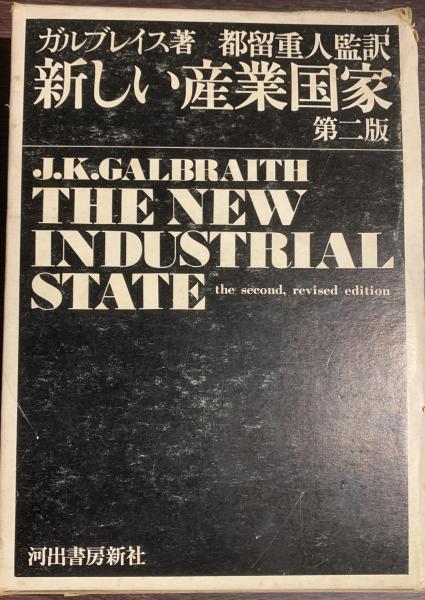 ガルブレイス著 都留重人監訳
新しい産業国家
第二版
J.K.GALBRAITH
THE NEW
INDUSTRIAL
STATE the second, revised edition
河出書房新社